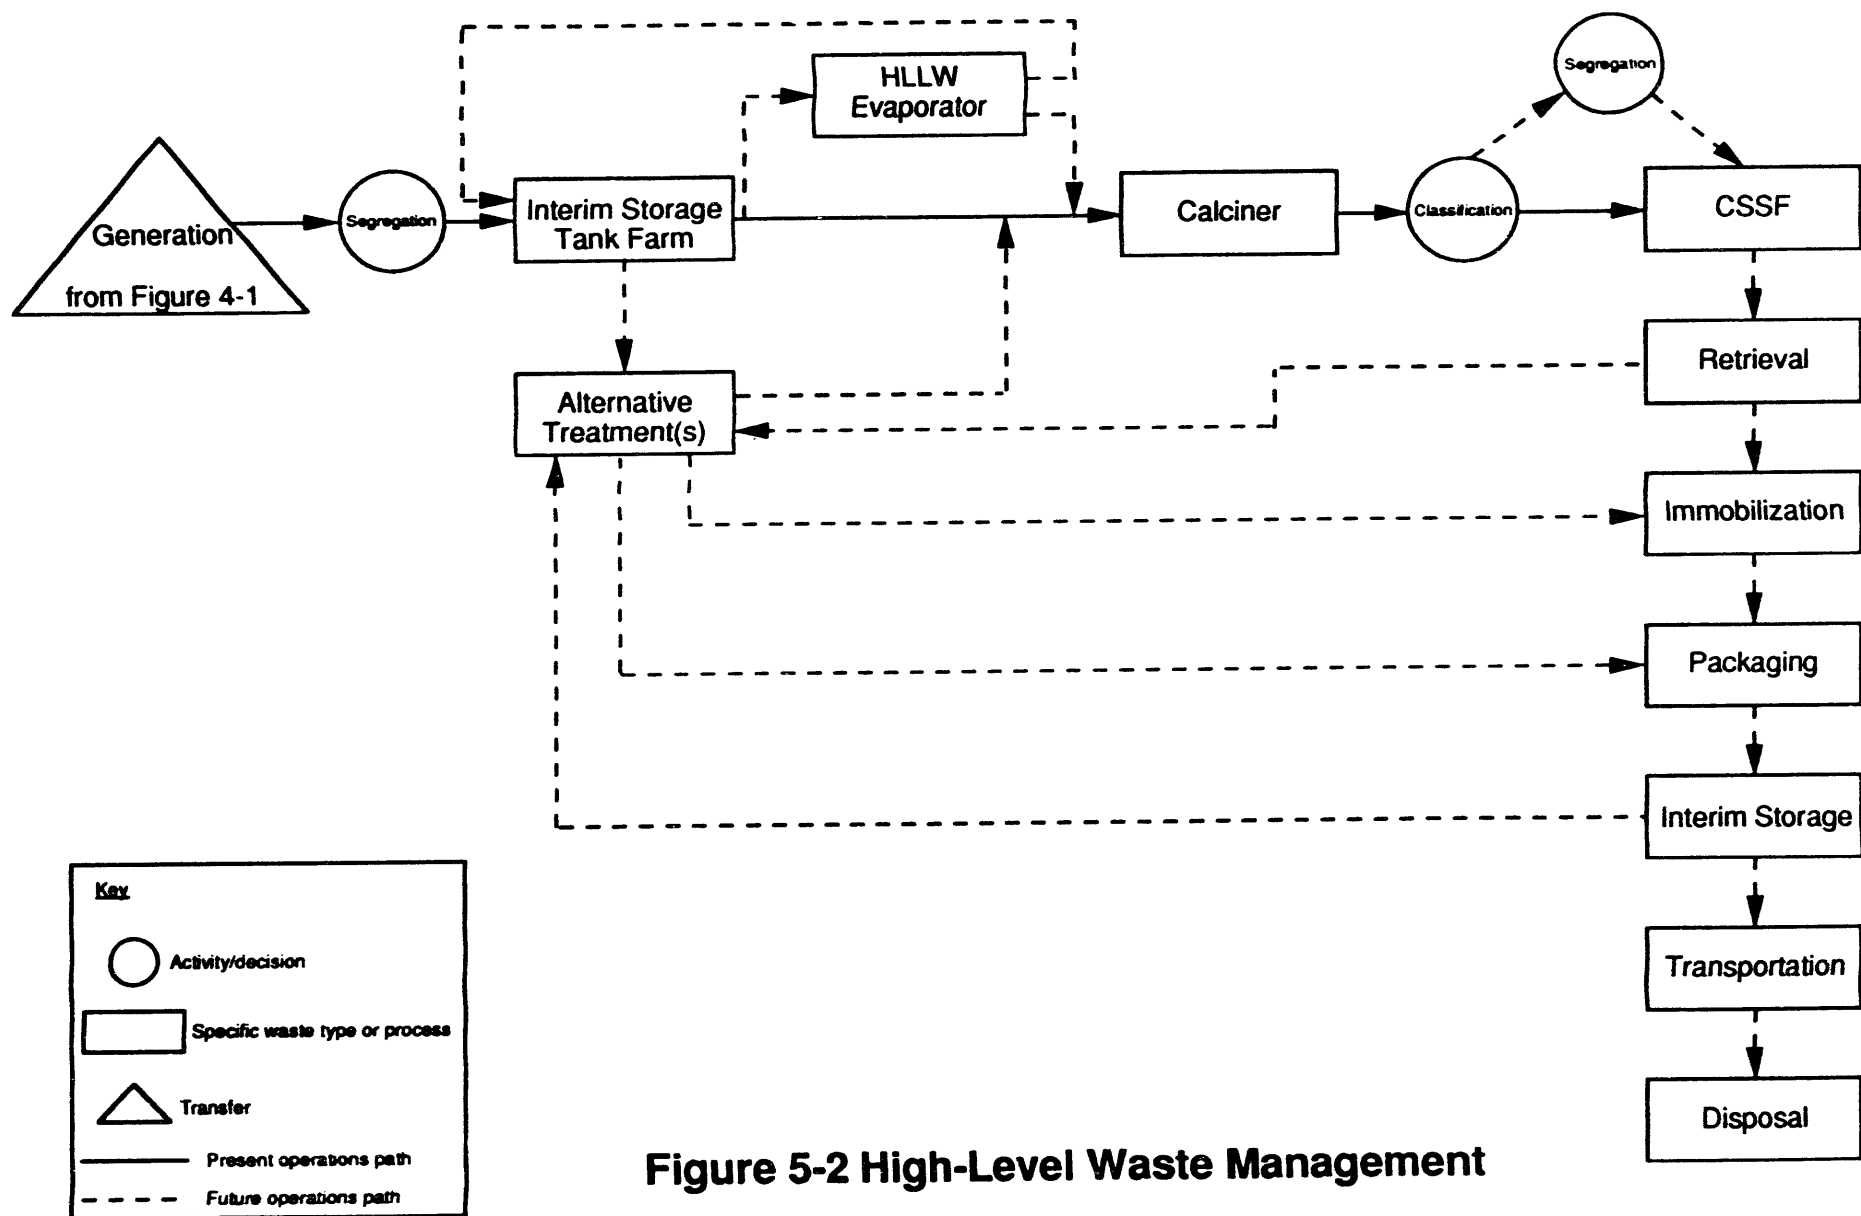 HLLW
Evaporator
Segregation
Generation
from Figure 4-1
Segregation
Interim Storage
Tank Farm
Calciner
Classification
CSSF
Retrieval
Alternative
Treatment(s)
Immobilization
Packaging
Interim Storage
Transportation
Disposal
Key
Activity/decision
Specific waste type or process
Transfer
Present operations path
Future operations path
Figure 5-2 High-Level Waste Management